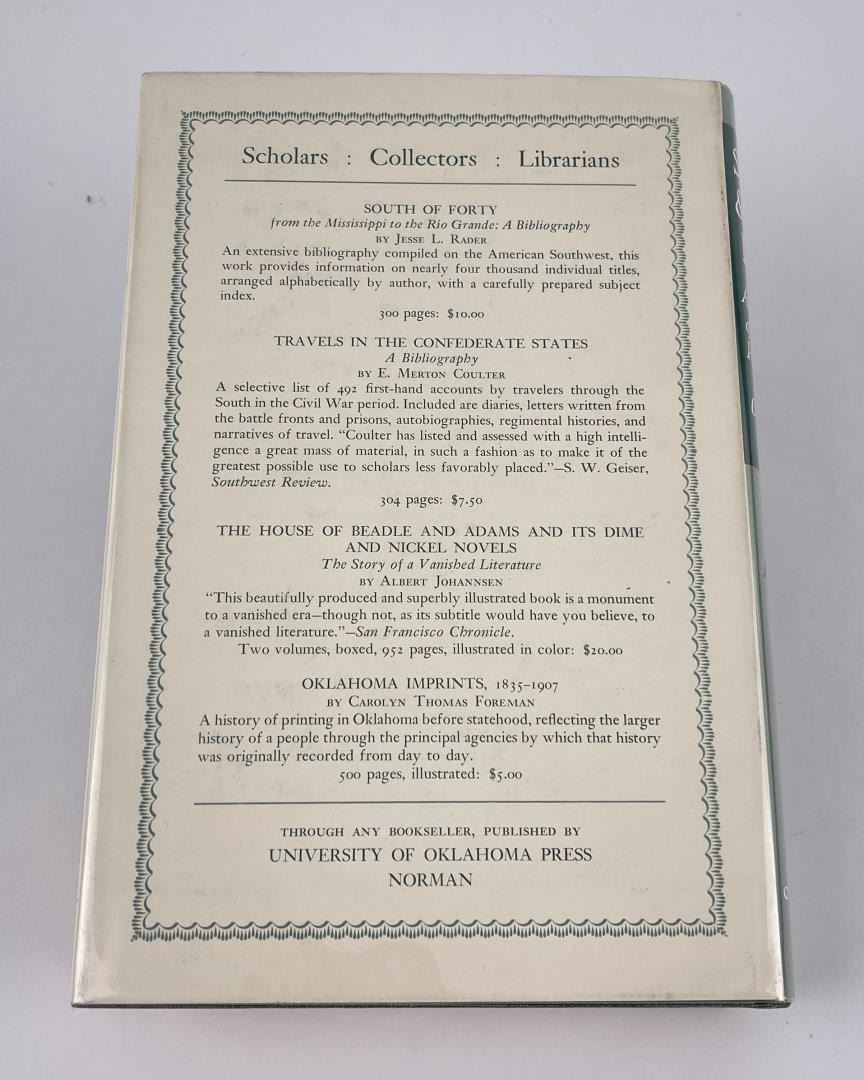 Scholars : Collectors : Librarians
SOUTH OF FORTY
from the Mississippi to the Rio Grande: A Bibliography
BY JESSE L. RADER
An extensive bibliography compiled on the American Southwest, this
work provides information on nearly four thousand individual titles,
arranged alphabetically by author, with a carefully prepared subject
index.
300 pages: $10.00
TRAVELS IN THE CONFEDERATE STATES
A Bibliography
BY E. MERTON COULTER
A selective list of 492 first-hand accounts by travelers through the
South in the Civil War period. Included are diaries, letters written from
the battle fronts and prisons, autobiographies, regimental histories, and
narratives of travel. “Coulter has listed and assessed with a high intelli-
gence a great mass of material, in such a fashion as to make it of the
greatest possible use to scholars less favorably placed.”—S. W. Geiser,
Southwest Review.
304 pages: $7.50
THE HOUSE OF BEADLE AND ADAMS AND ITS DIME
AND NICKEL NOVELS
The Story of a Vanished Literature
BY ALBERT JOHANNSEN
“This beautifully produced and superbly illustrated book is a monument
to a vanished era—though not, as its subtitle would have you believe, to
a vanished literature.”—San Francisco Chronicle.
Two volumes, boxed, 952 pages, illustrated in color: $20.00
OKLAHOMA IMPRINTS, 1835–1907
BY CAROLYN THOMAS FOREMAN
A history of printing in Oklahoma before statehood, reflecting the larger
history of a people through the principal agencies by which that history
was originally recorded from day to day.
500 pages, illustrated: $5.00
THROUGH ANY BOOKSELLER, PUBLISHED BY
UNIVERSITY OF OKLAHOMA PRESS
NORMAN